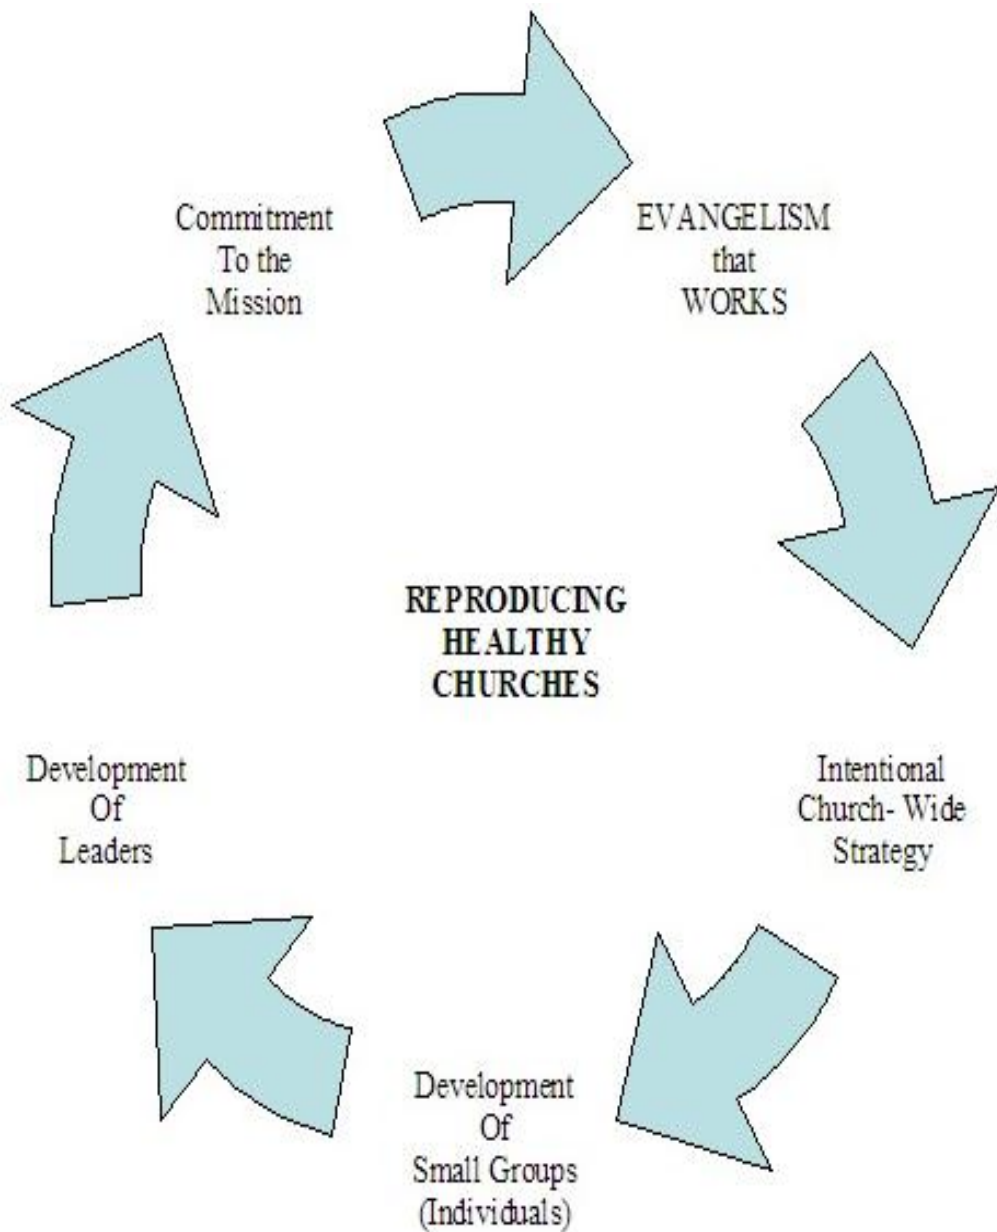 Commitment
To the
Mission
EVANGELISM
that
WORKS
REPRODUCING
HEALTHY
CHURCHES
Development
Of
Leaders
Intentional
Church- Wide
Strategy
Development
Of
Small Groups
(Individuals)